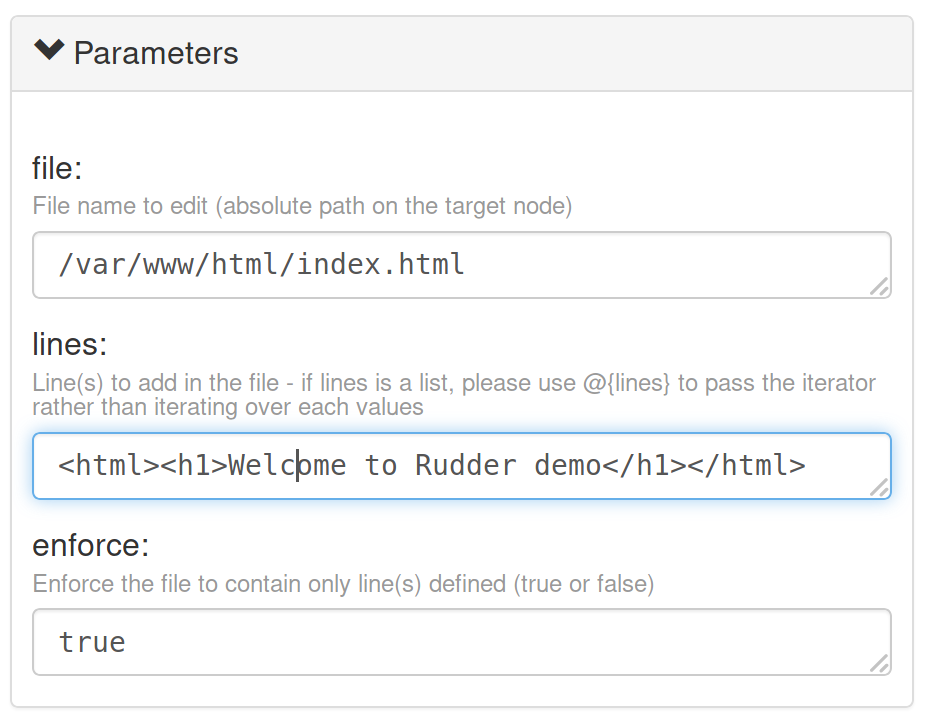 Parameters
file:
File name to edit (absolute path on the target node)
/var/www/html/index.html
lines:
Line(s) to add in the file - if lines is a list, please use @{lines} to pass the iterator
rather than iterating over each values
<html><h1>Welcome to Rudder demo</h1></html>
enforce:
Enforce the file to contain only line(s) defined (true or false)
true